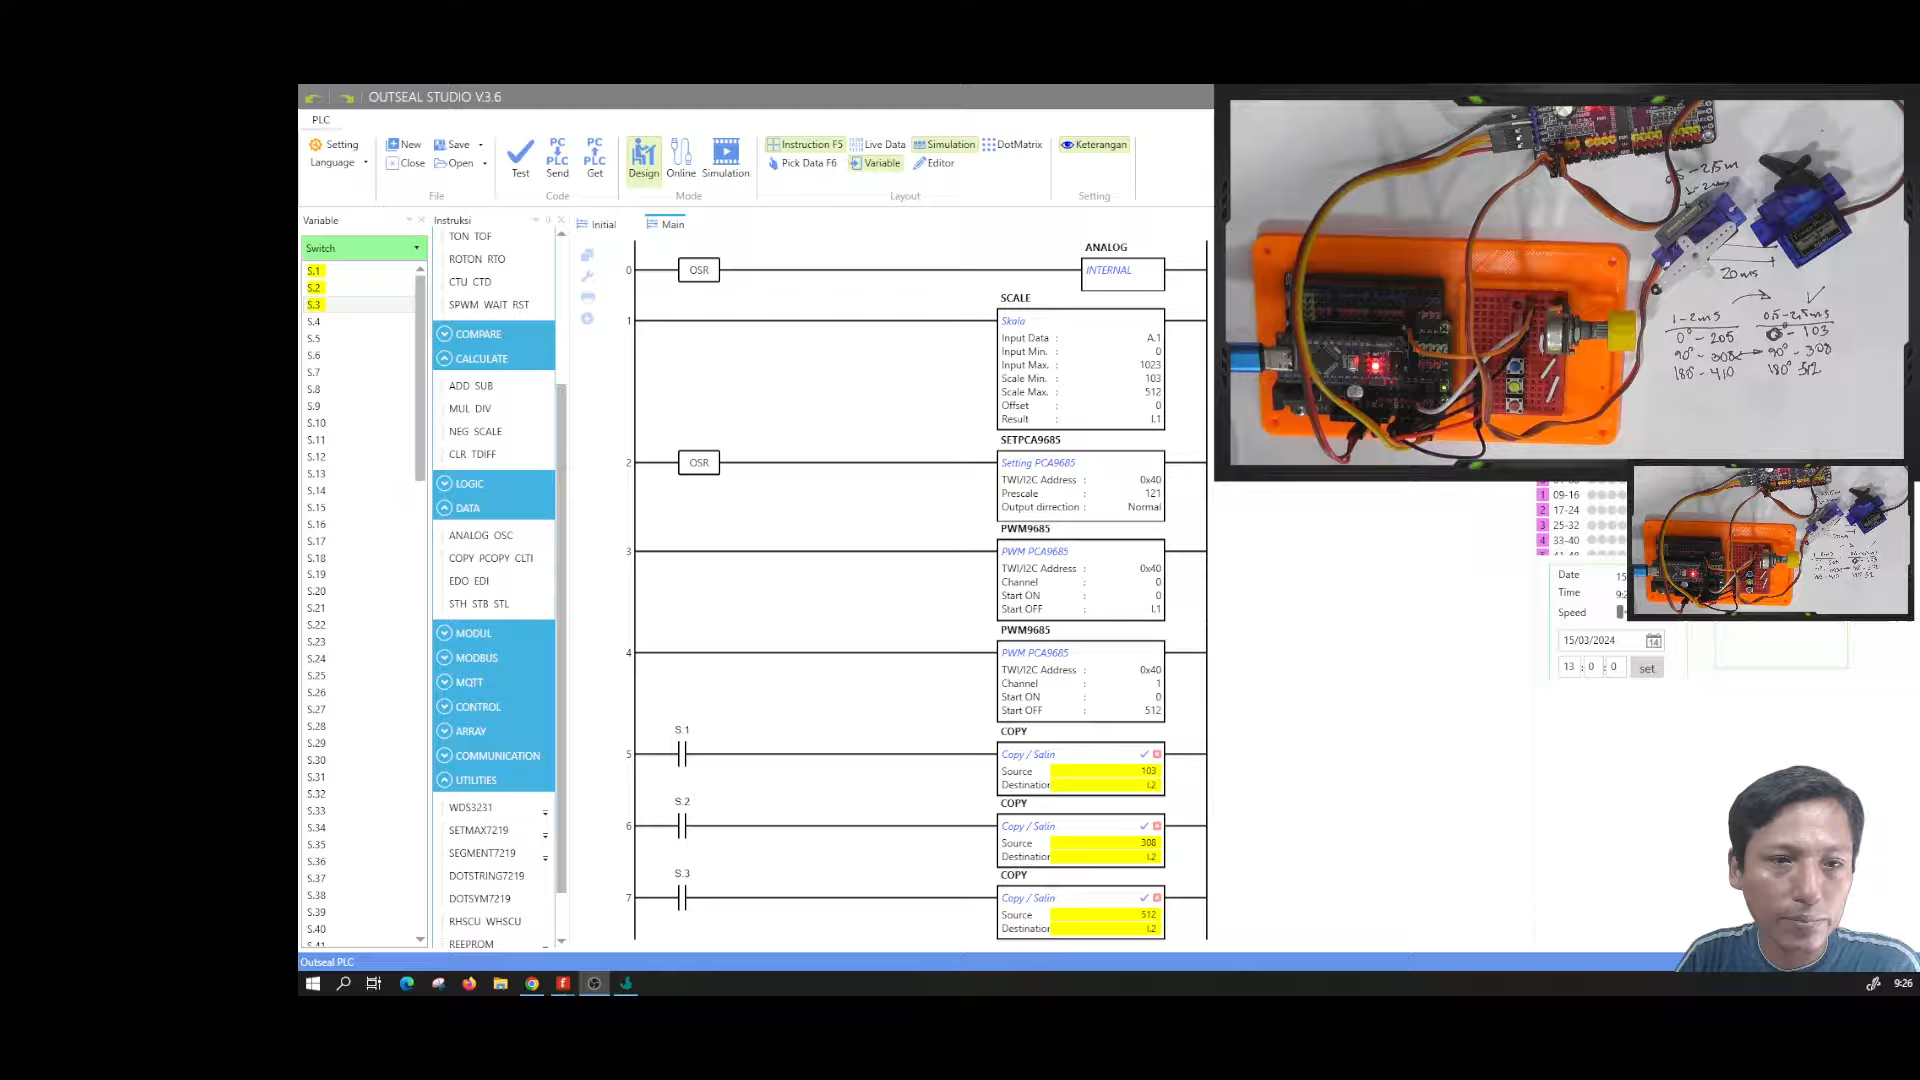 OUTSEAL STUDIO V.3.6
PLC
Setting
Language
New
Save
Close
Open
File
Test
PC PLC Send
PC PLC Get
Code
Design
Online
Simulation
Mode
Instruction F5
Live Data
Simulation
DotMatrix
Pick Data F6
Variable
Editor
Layout
Keterangan
Setting
Variable
Switch
S.1
S.2
S.3
S.4
S.5
S.6
S.7
S.8
S.9
S.10
S.11
S.12
S.13
S.14
S.15
S.16
S.17
S.18
S.19
S.20
S.21
S.22
S.23
S.24
S.25
S.26
S.27
S.28
S.29
S.30
S.31
S.32
S.33
S.34
S.35
S.36
S.37
S.38
S.39
S.40
S.41
Instruksi
TON TOF
ROTON RTO
CTU CTD
SPWM WAIT RST
COMPARE
CALCULATE
ADD SUB
MUL DIV
NEG SCALE
CLR TDIFF
LOGIC
DATA
ANALOG OSC
COPY PCOPY CLTI
EDO EDI
STH STB STL
MODUL
MODBUS
MQTT
CONTROL
ARRAY
COMMUNICATION
UTILITIES
WDS3231
SETMAX7219
SEGMENT7219
DOTSTRING7219
DOTSYM7219
RHSCU WHSCU
REEPROM
Initial
Main
0
OSR
ANALOG
INTERNAL
1
SCALE
Skala
Input Data : A.1
Input Min. : 0
Input Max. : 1023
Scale Min. : 103
Scale Max. : 512
Offset : 0
Result : I.1
2
OSR
SETPCA9685
Setting PCA9685
TWI/I2C Address : 0x40
Prescale : 121
Output dirrection : Normal
3
PWM9685
PWM PCA9685
TWI/I2C Address : 0x40
Channel : 0
Start ON : 0
Start OFF : I.1
4
PWM9685
PWM PCA9685
TWI/I2C Address : 0x40
Channel : 1
Start ON : 0
Start OFF : 512
5
S.1
COPY
Copy / Salin
Source 103
Destination I.2
6
S.2
COPY
Copy / Salin
Source 308
Destination I.2
7
S.3
COPY
Copy / Salin
Source 512
Destination I.2
0,5-2,5 m
1-2ms
20ms
1-2ms
0° - 205
90° - 308
180° - 410
0,5-2,5ms
0° - 103
90° - 308
180° 512
1 09-16
2 17-24
3 25-32
4 33-40
Date
Time
Speed
15/03/2024
14
13 : 0 : 0
set
Outseal PLC
9:26